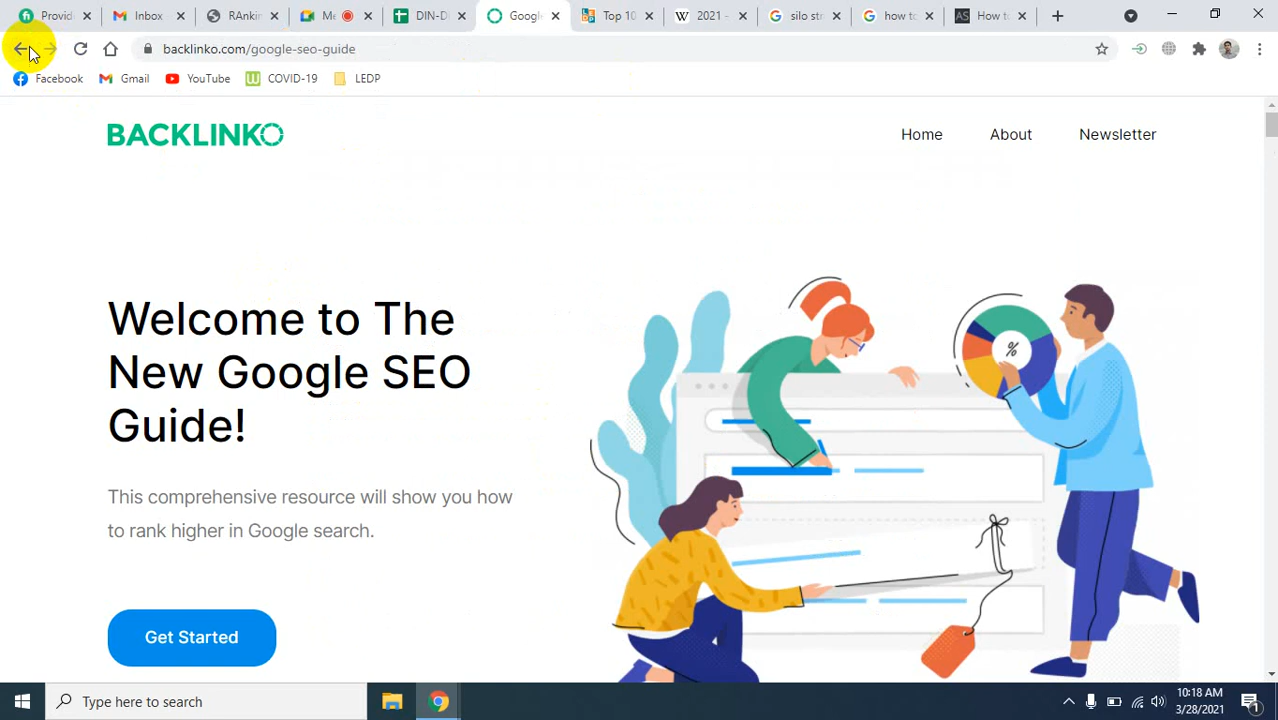 Provid
Inbox
RAnk
Me
DIN-D
Googl
Top 10
2021
silo str
how to
How to
backlinko.com/google-seo-guide
Facebook
Gmail
YouTube
COVID-19
LEDP
BACKLINKO
Home
About
Newsletter
Welcome to The
New Google SEO
Guide!
This comprehensive resource will show you how
to rank higher in Google search.
Get Started
%
Type here to search
10:18 AM
3/28/2021
1